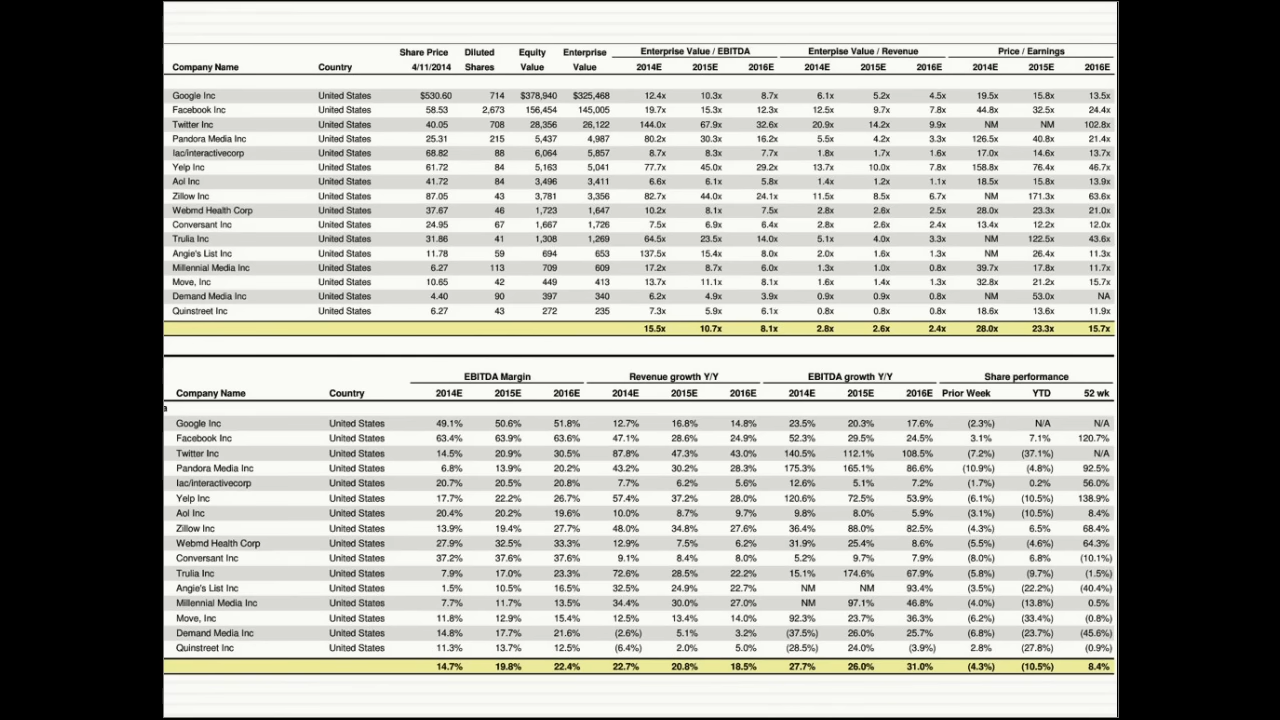 Share Price Diluted Equity Enterprise Enterprise Value / EBITDA Enterpise Value / Revenue Price / Earnings
Company Name Country 4/11/2014 Shares Value Value 2014E 2015E 2016E 2014E 2015E 2016E 2014E 2015E 2016E
Google Inc United States $530.60 714 $378,940 $325,468 12.4x 10.3x 8.7x 6.1x 5.2x 4.5x 19.5x 15.8x 13.5x
Facebook Inc United States 58.53 2,673 156,454 145,005 19.7x 15.3x 12.3x 12.5x 9.7x 7.8x 44.8x 32.5x 24.4x
Twitter Inc United States 40.05 708 28,356 26,122 144.0x 67.9x 32.6x 20.9x 14.2x 9.9x NM NM 102.8x
Pandora Media Inc United States 25.31 215 5,437 4,987 80.2x 30.3x 16.2x 5.5x 4.2x 3.3x 126.5x 40.8x 21.4x
Iac/interactivecorp United States 68.82 88 6,064 5,857 8.7x 8.3x 7.7x 1.8x 1.7x 1.6x 17.0x 14.6x 13.7x
Yelp Inc United States 61.72 84 5,163 5,041 77.7x 45.0x 29.2x 13.7x 10.0x 7.8x 158.8x 76.4x 46.7x
Aol Inc United States 41.72 84 3,496 3,411 6.6x 6.1x 5.8x 1.4x 1.2x 1.1x 18.5x 15.8x 13.9x
Zillow Inc United States 87.05 43 3,781 3,356 82.7x 44.0x 24.1x 11.5x 8.5x 6.7x NM 171.3x 63.6x
Webmd Health Corp United States 37.67 46 1,723 1,647 10.2x 8.1x 7.5x 2.8x 2.6x 2.5x 28.0x 23.3x 21.0x
Conversant Inc United States 24.95 67 1,667 1,726 7.5x 6.9x 6.4x 2.8x 2.6x 2.4x 13.4x 12.2x 12.0x
Trulia Inc United States 31.86 41 1,308 1,269 64.5x 23.5x 14.0x 5.1x 4.0x 3.3x NM 122.5x 43.6x
Angie's List Inc United States 11.78 59 694 653 137.5x 15.4x 8.0x 2.0x 1.6x 1.3x NM 26.4x 11.3x
Millennial Media Inc United States 6.27 113 709 609 17.2x 8.7x 6.0x 1.3x 1.0x 0.8x 39.7x 17.8x 11.7x
Move, Inc United States 10.65 42 449 413 13.7x 11.1x 8.1x 1.6x 1.4x 1.3x 32.8x 21.2x 15.7x
Demand Media Inc United States 4.40 90 397 340 6.2x 4.9x 3.9x 0.9x 0.9x 0.8x NM 53.0x NA
Quinstreet Inc United States 6.27 43 272 235 7.3x 5.9x 6.1x 0.8x 0.8x 0.8x 18.6x 13.6x 11.9x
15.5x 10.7x 8.1x 2.8x 2.6x 2.4x 28.0x 23.3x 15.7x
EBITDA Margin Revenue growth Y/Y EBITDA growth Y/Y Share performance
Company Name Country 2014E 2015E 2016E 2014E 2015E 2016E 2014E 2015E 2016E Prior Week YTD 52 wk
a
Google Inc United States 49.1% 50.6% 51.8% 12.7% 16.8% 14.8% 23.5% 20.3% 17.6% (2.3%) N/A N/A
Facebook Inc United States 63.4% 63.9% 63.6% 47.1% 28.6% 24.9% 52.3% 29.5% 24.5% 3.1% 7.1% 120.7%
Twitter Inc United States 14.5% 20.9% 30.5% 87.8% 47.3% 43.0% 140.5% 112.1% 108.5% (7.2%) (37.1%) N/A
Pandora Media Inc United States 6.8% 13.9% 20.2% 43.2% 30.2% 28.3% 175.3% 165.1% 86.6% (10.9%) (4.8%) 92.5%
Iac/interactivecorp United States 20.7% 20.5% 20.8% 7.7% 6.2% 5.6% 12.6% 5.1% 7.2% (1.7%) 0.2% 56.0%
Yelp Inc United States 17.7% 22.2% 26.7% 57.4% 37.2% 28.0% 120.6% 72.5% 53.9% (6.1%) (10.5%) 138.9%
Aol Inc United States 20.4% 20.2% 19.6% 10.0% 8.7% 9.7% 9.8% 8.0% 5.9% (3.1%) (10.5%) 8.4%
Zillow Inc United States 13.9% 19.4% 27.7% 48.0% 34.8% 27.6% 36.4% 88.0% 82.5% (4.3%) 6.5% 68.4%
Webmd Health Corp United States 27.9% 32.5% 33.3% 12.9% 7.5% 6.2% 31.9% 25.4% 8.6% (5.5%) (4.6%) 64.3%
Conversant Inc United States 37.2% 37.6% 37.6% 9.1% 8.4% 8.0% 5.2% 9.7% 7.9% (8.0%) 6.8% (10.1%)
Trulia Inc United States 7.9% 17.0% 23.3% 72.6% 28.5% 22.2% 15.1% 174.6% 67.9% (5.8%) (9.7%) (1.5%)
Angie's List Inc United States 1.5% 10.5% 16.5% 32.5% 24.9% 22.7% NM NM 93.4% (3.5%) (22.2%) (40.4%)
Millennial Media Inc United States 7.7% 11.7% 13.5% 34.4% 30.0% 27.0% NM 97.1% 46.8% (4.0%) (13.8%) 0.5%
Move, Inc United States 11.8% 12.9% 15.4% 12.5% 13.4% 14.0% 92.3% 23.7% 36.3% (6.2%) (33.4%) (0.8%)
Demand Media Inc United States 14.8% 17.7% 21.6% (2.6%) 5.1% 3.2% (37.5%) 26.0% 25.7% (6.8%) (23.7%) (45.6%)
Quinstreet Inc United States 11.3% 13.7% 12.5% (6.4%) 2.0% 5.0% (28.5%) 24.0% (3.9%) 2.8% (27.8%) (0.9%)
14.7% 19.8% 22.4% 22.7% 20.8% 18.5% 27.7% 26.0% 31.0% (4.3%) (10.5%) 8.4%